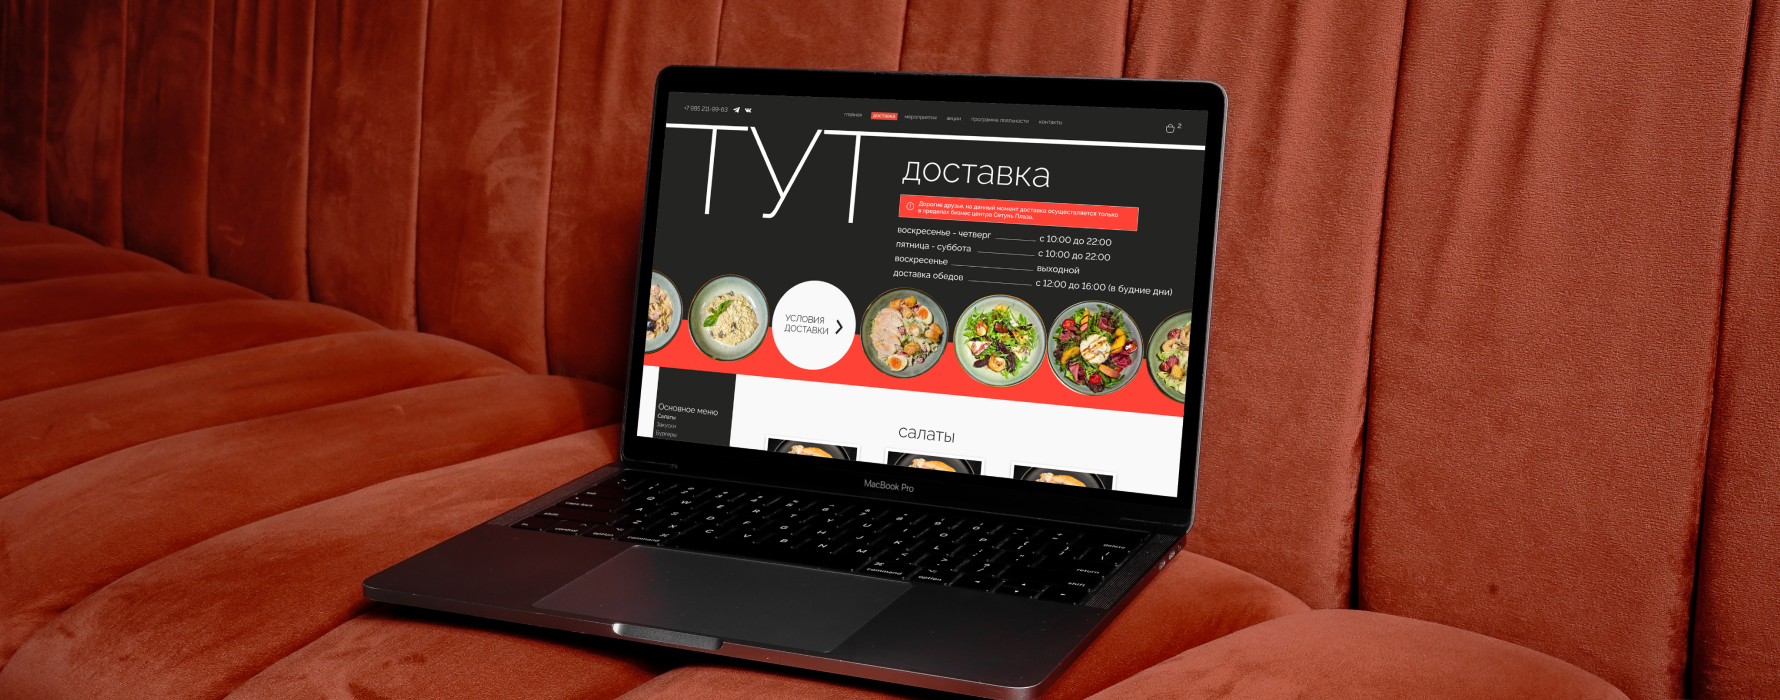 +7 985 211-99-63
главная доставка мероприятия акции программа лояльности контакты
2
ТУТ
доставка
Дорогие друзья, на данный момент доставка осуществляется только
в пределах бизнес центра Сетунь Плаза.
воскресенье - четверг с 10:00 до 22:00
пятница - суббота с 10:00 до 22:00
воскресенье выходной
доставка обедов с 12:00 до 16:00 (в будние дни)
УСЛОВИЯ
ДОСТАВКИ
Основное меню
Салаты
Закуски
Бургеры
салаты
MacBook Pro